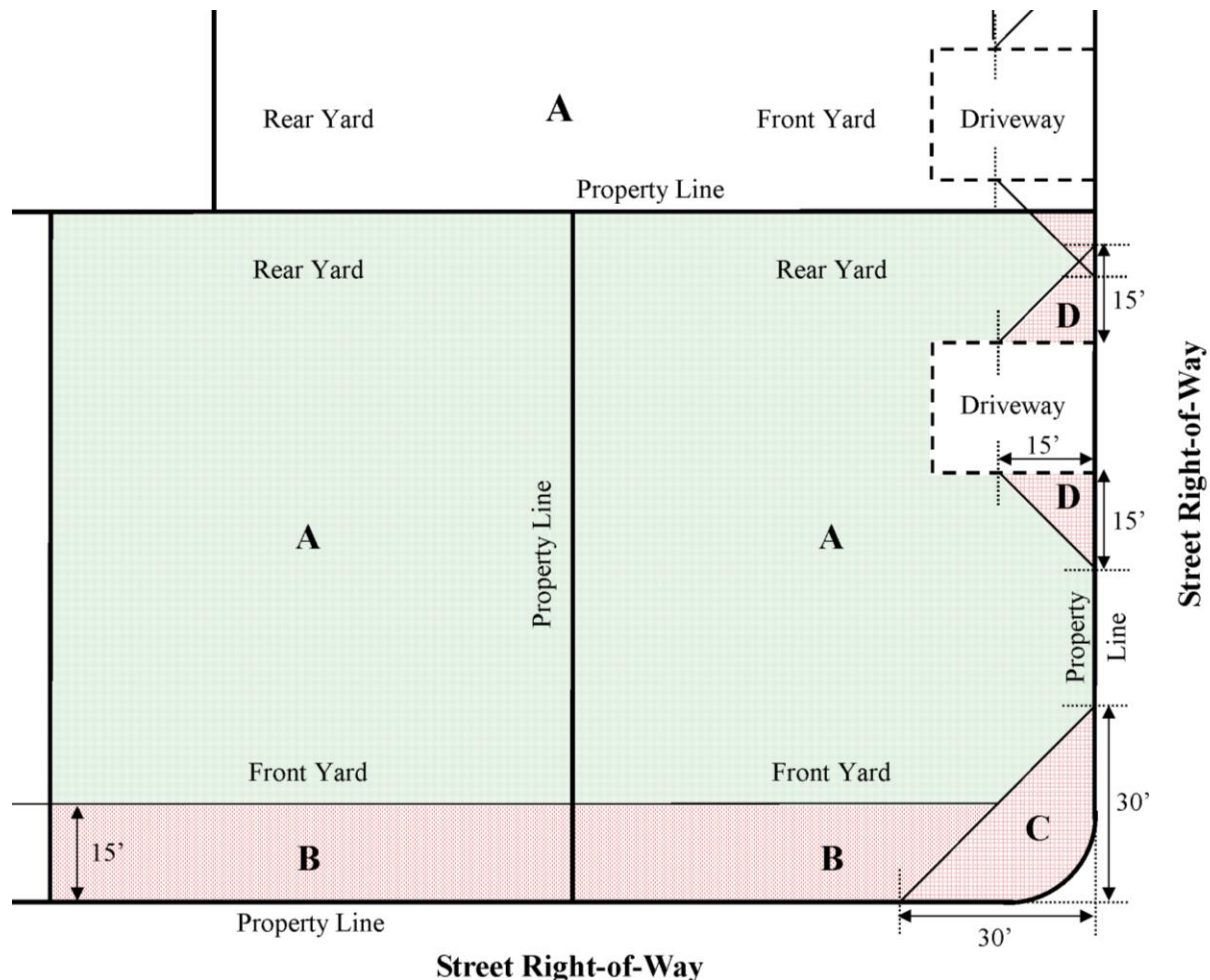 A
Rear Yard
Front Yard
Driveway
Property Line
Rear Yard
Rear Yard
15’
D
Driveway
15’
D
15’
Property Line
A
A
Property
Line
Street Right-of-Way
Front Yard
Front Yard
30’
C
15’
B
B
Property Line
30’
Street Right-of-Way